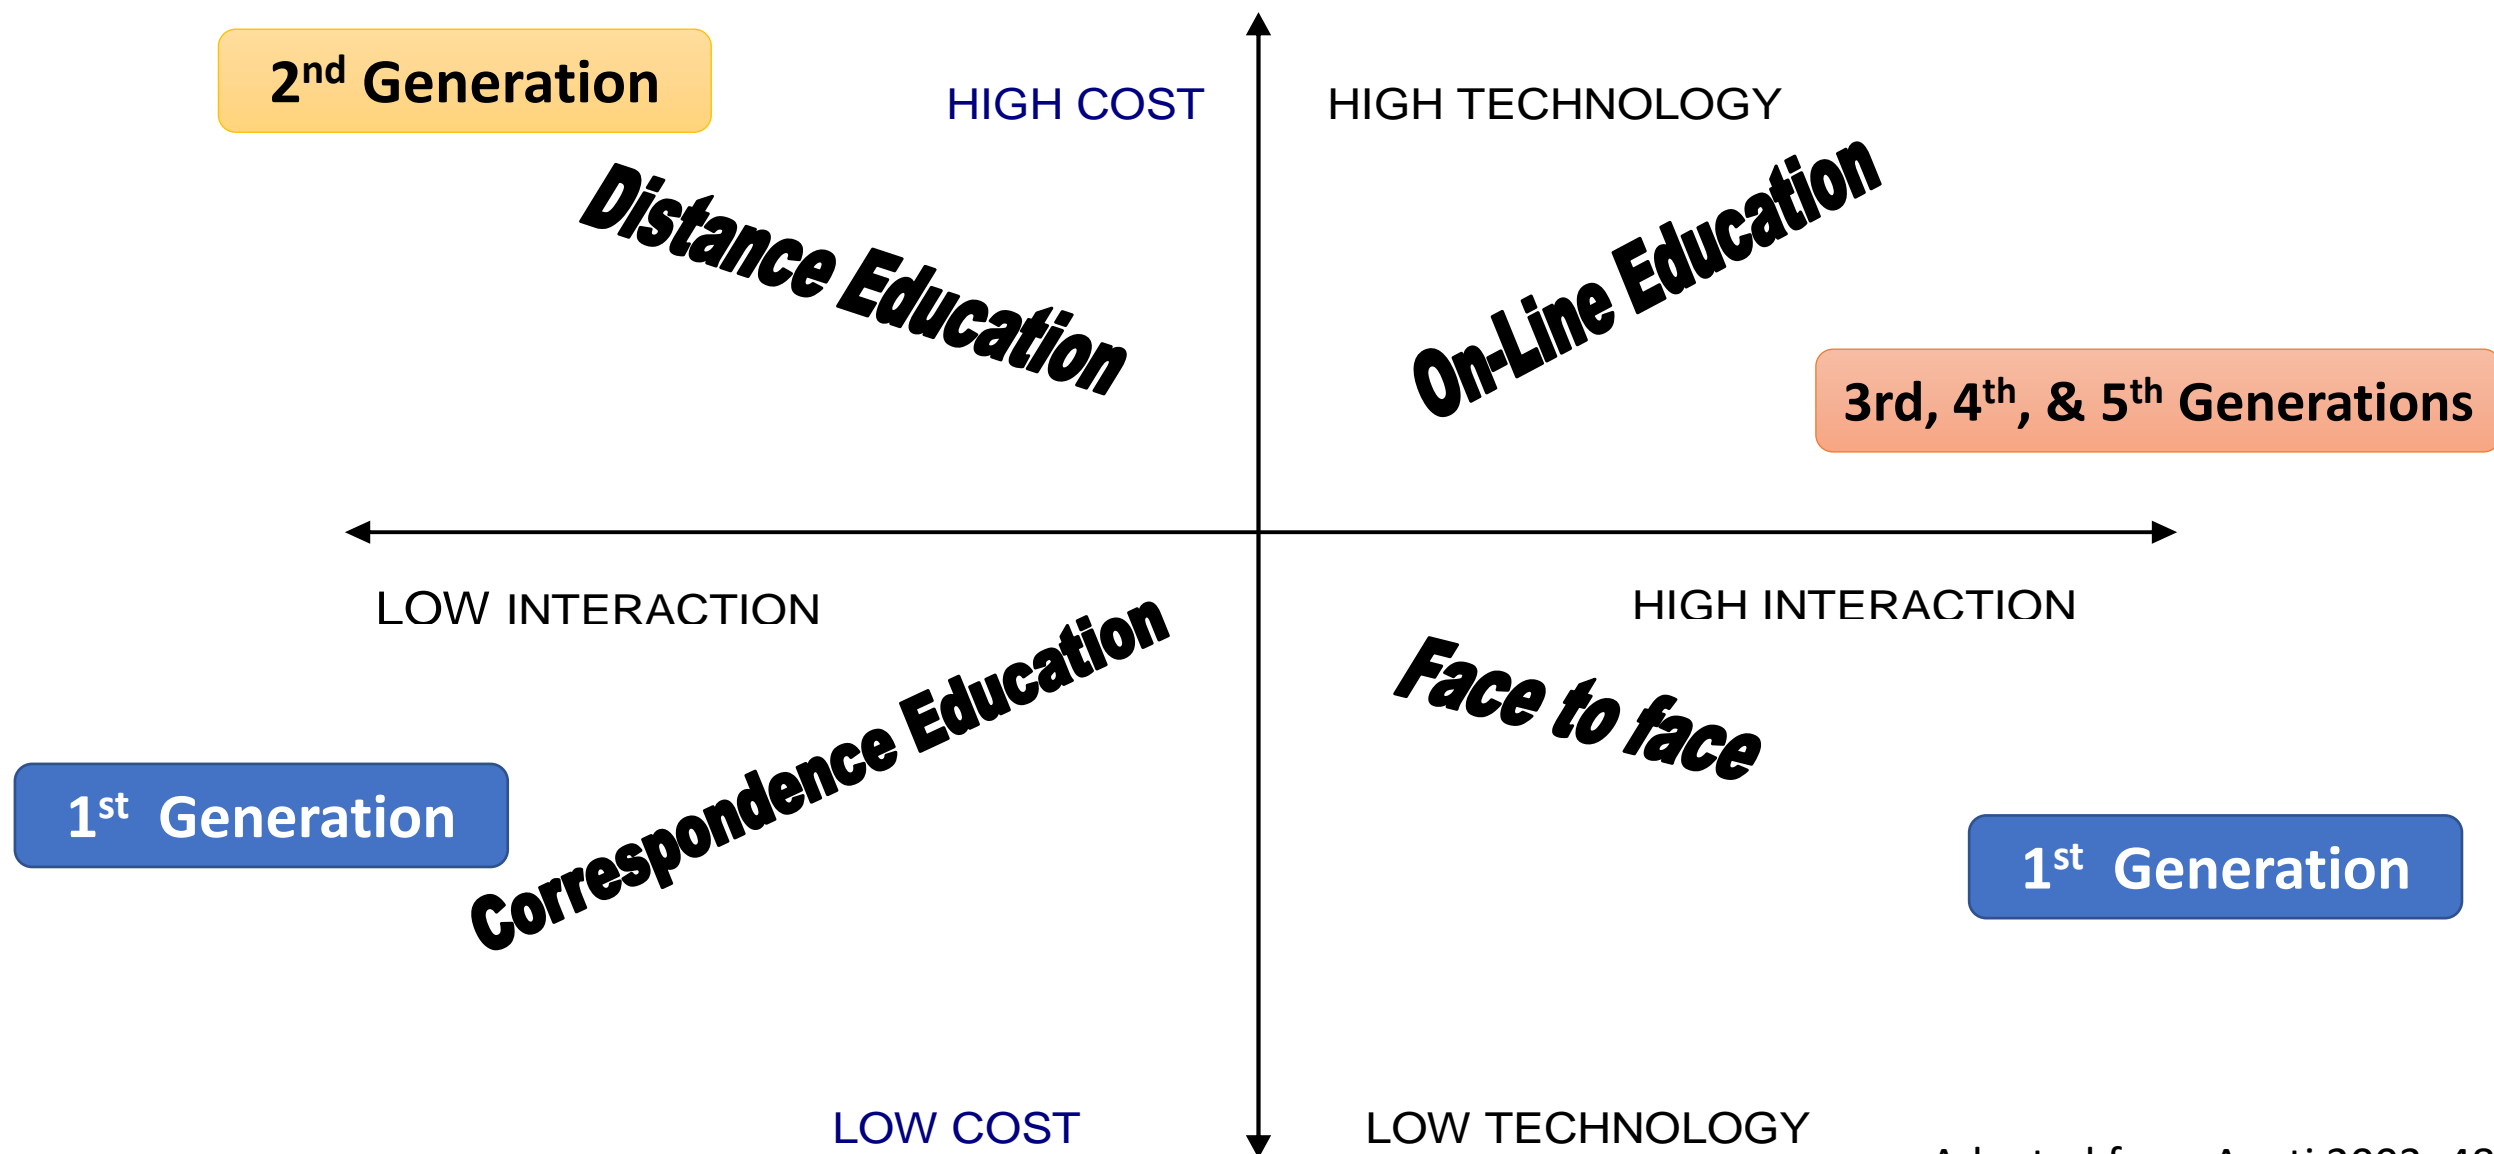 2nd Generation
HIGH COST
HIGH TECHNOLOGY
Distance Education
On-Line Education
3rd, 4th, & 5th Generations
LOW INTERACTION
HIGH INTERACTION
Correspondence Education
Face to face
1st Generation
1st Generation
LOW COST
LOW TECHNOLOGY